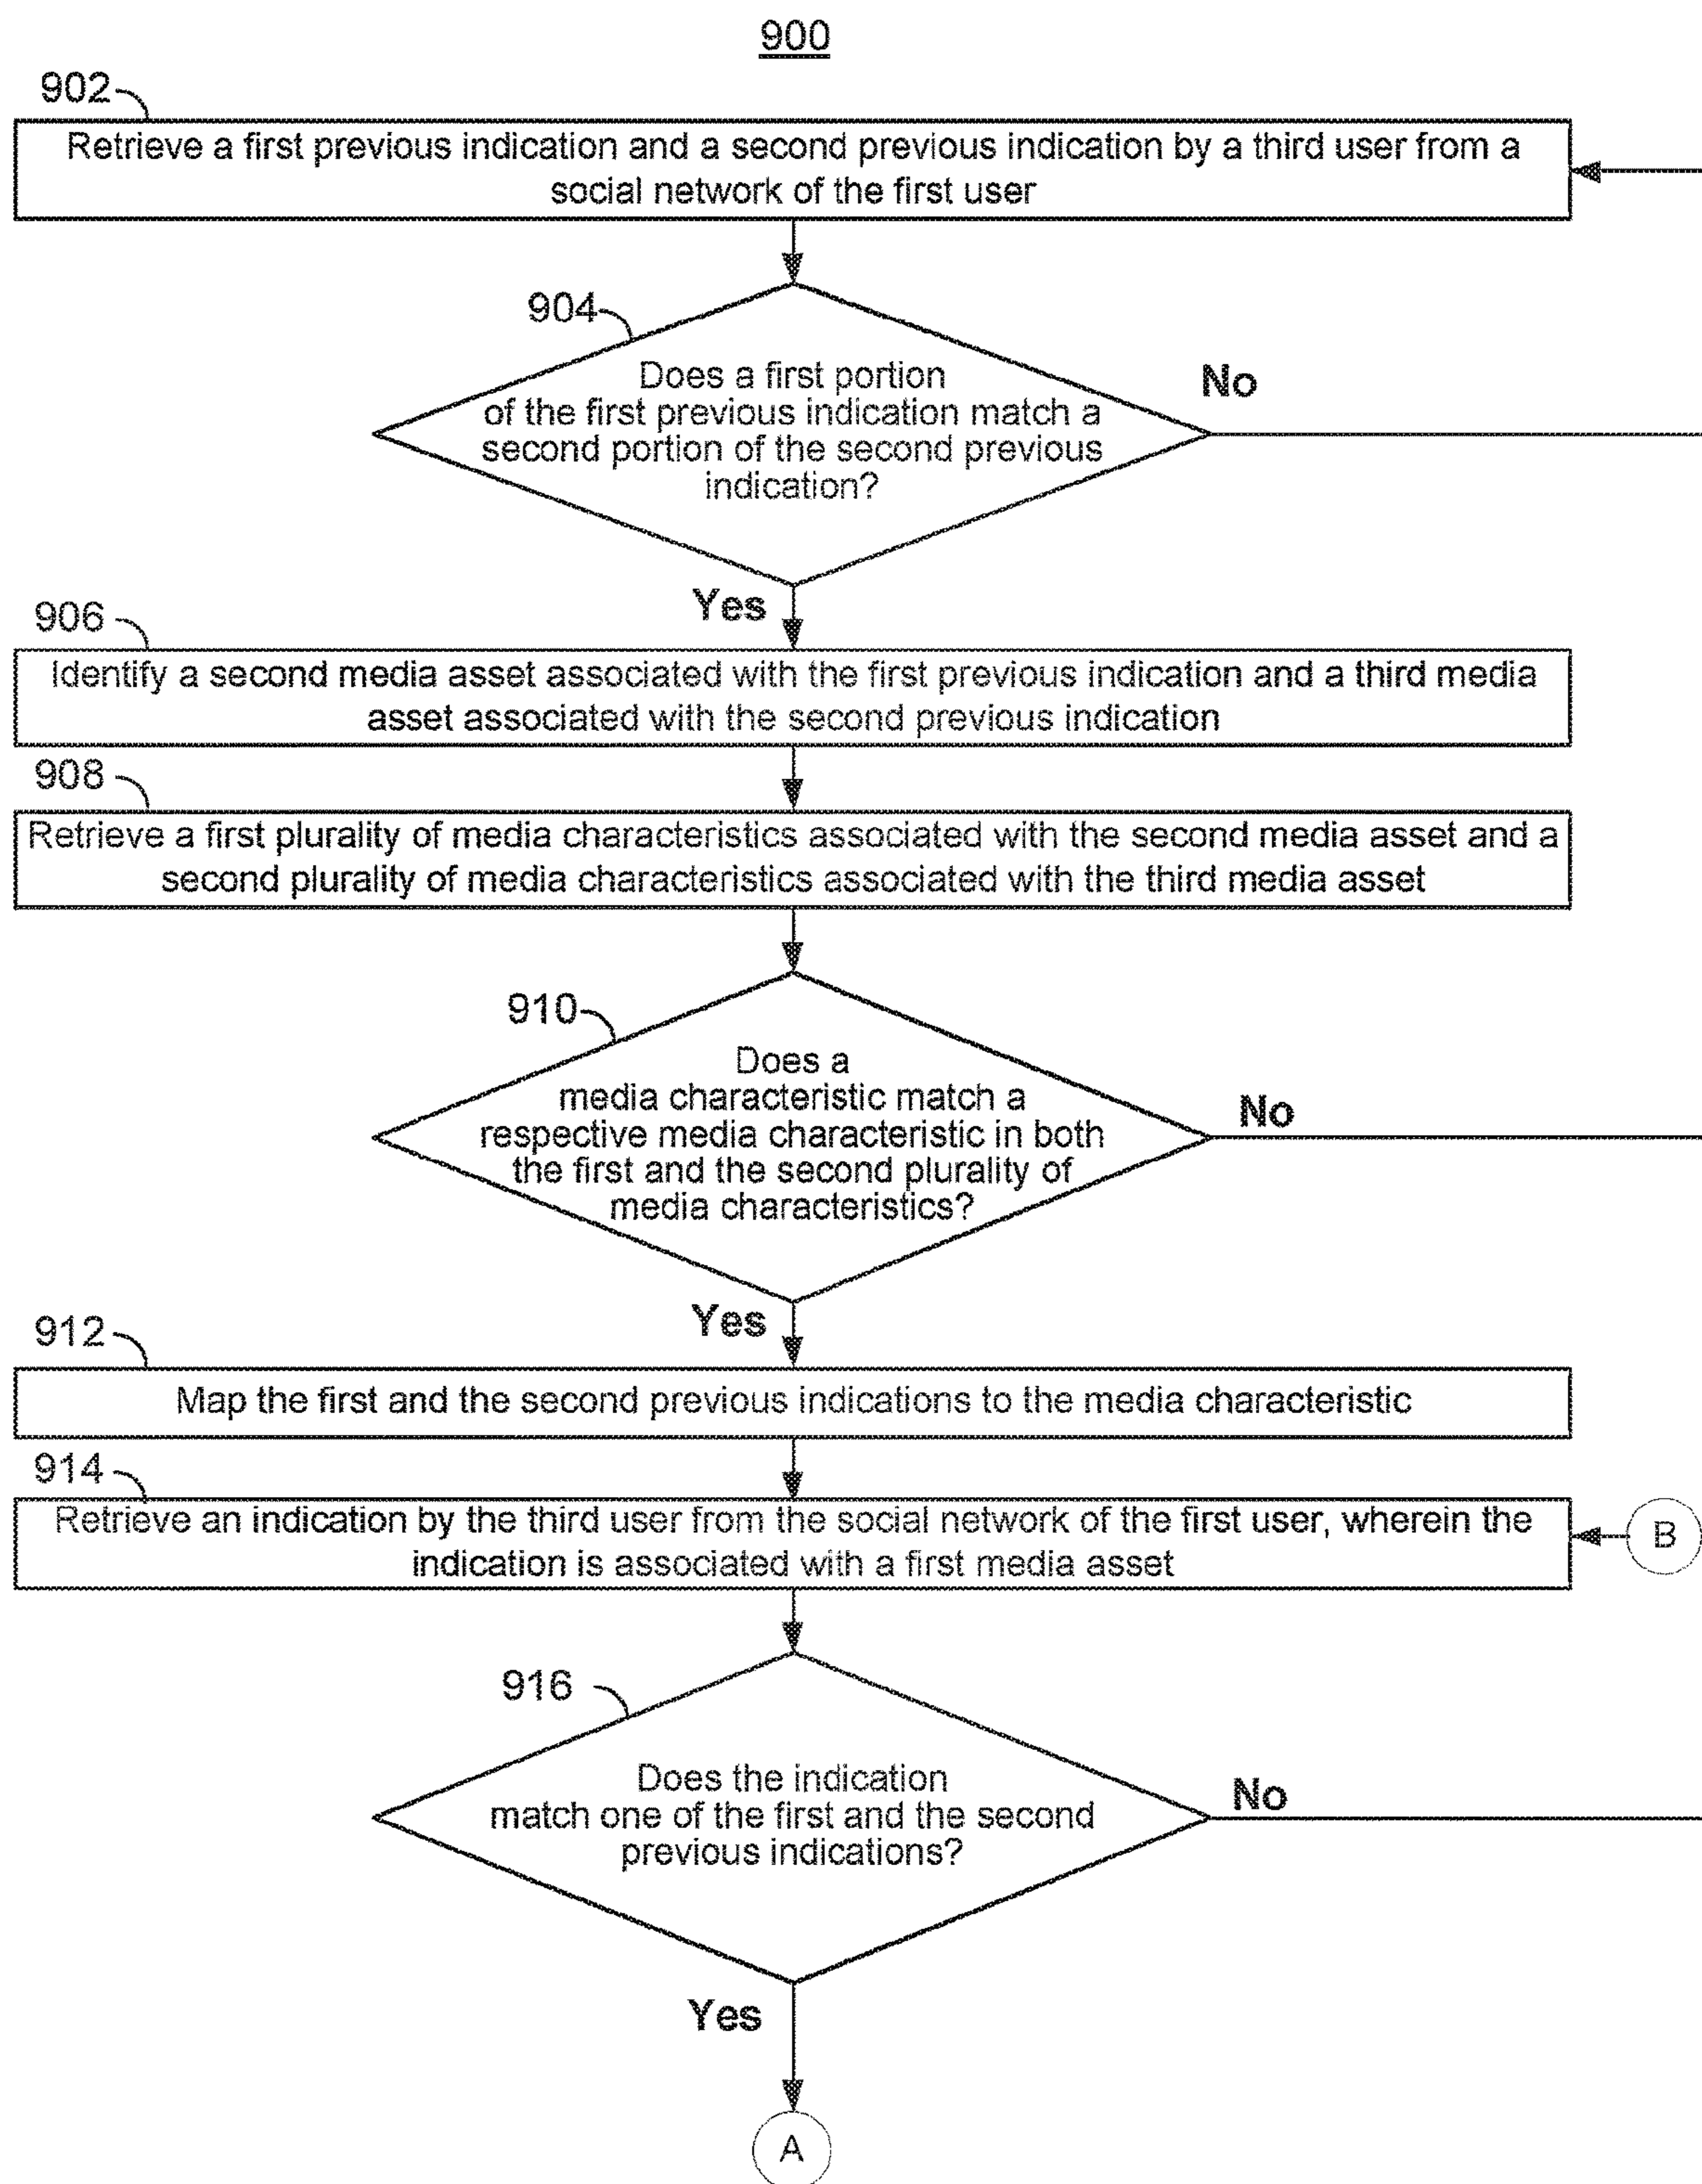 900
902
Retrieve a first previous indication and a second previous indication by a third user from a
social network of the first user
904
Does a first portion
of the first previous indication match a
second portion of the second previous
indication?
No
Yes
906
Identify a second media asset associated with the first previous indication and a third media
asset associated with the second previous indication
908
Retrieve a first plurality of media characteristics associated with the second media asset and a
second plurality of media characteristics associated with the third media asset
910
Does a
media characteristic match a
respective media characteristic in both
the first and the second plurality of
media characteristics?
No
Yes
912
Map the first and the second previous indications to the media characteristic
914
Retrieve an indication by the third user from the social network of the first user, wherein the
indication is associated with a first media asset
B
916
Does the indication
match one of the first and the second
previous indications?
No
Yes
A